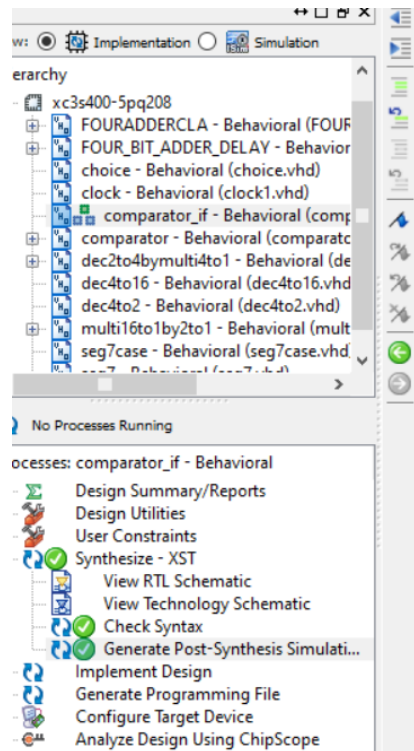 w: Implementation Simulation
erarchy
xc3s400-5pq208
FOURADDERCLA - Behavioral (FOUR
FOUR_BIT_ADDER_DELAY - Behavior
choice - Behavioral (choice.vhd)
clock - Behavioral (clock1.vhd)
comparator_if - Behavioral (comp
comparator - Behavioral (comparato
dec2to4bymulti4to1 - Behavioral (de
dec4to16 - Behavioral (dec4to16.vhd
dec4to2 - Behavioral (dec4to2.vhd)
multi16to1by2to1 - Behavioral (mult
seg7case - Behavioral (seg7case.vhd)
No Processes Running
ocesses: comparator_if - Behavioral
Design Summary/Reports
Design Utilities
User Constraints
Synthesize - XST
View RTL Schematic
View Technology Schematic
Check Syntax
Generate Post-Synthesis Simulati...
Implement Design
Generate Programming File
Configure Target Device
Analyze Design Using ChipScope